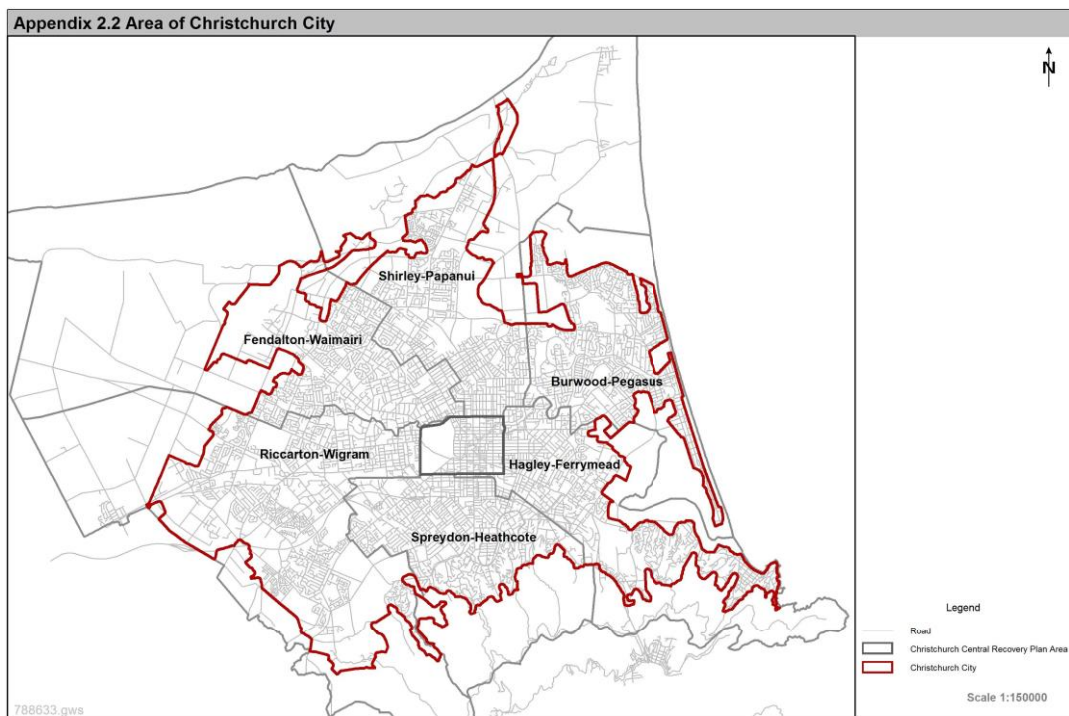 Appendix 2.2 Area of Christchurch City
N
Shirley-Papanui
Fendalton-Waimairi
Burwood-Pegasus
Riccarton-Wigram
Hagley-Ferrymead
Spreydon-Heathcote
Legend
Road
Christchurch Central Recovery Plan Area
Christchurch City
Scale 1:150000
788633.gws